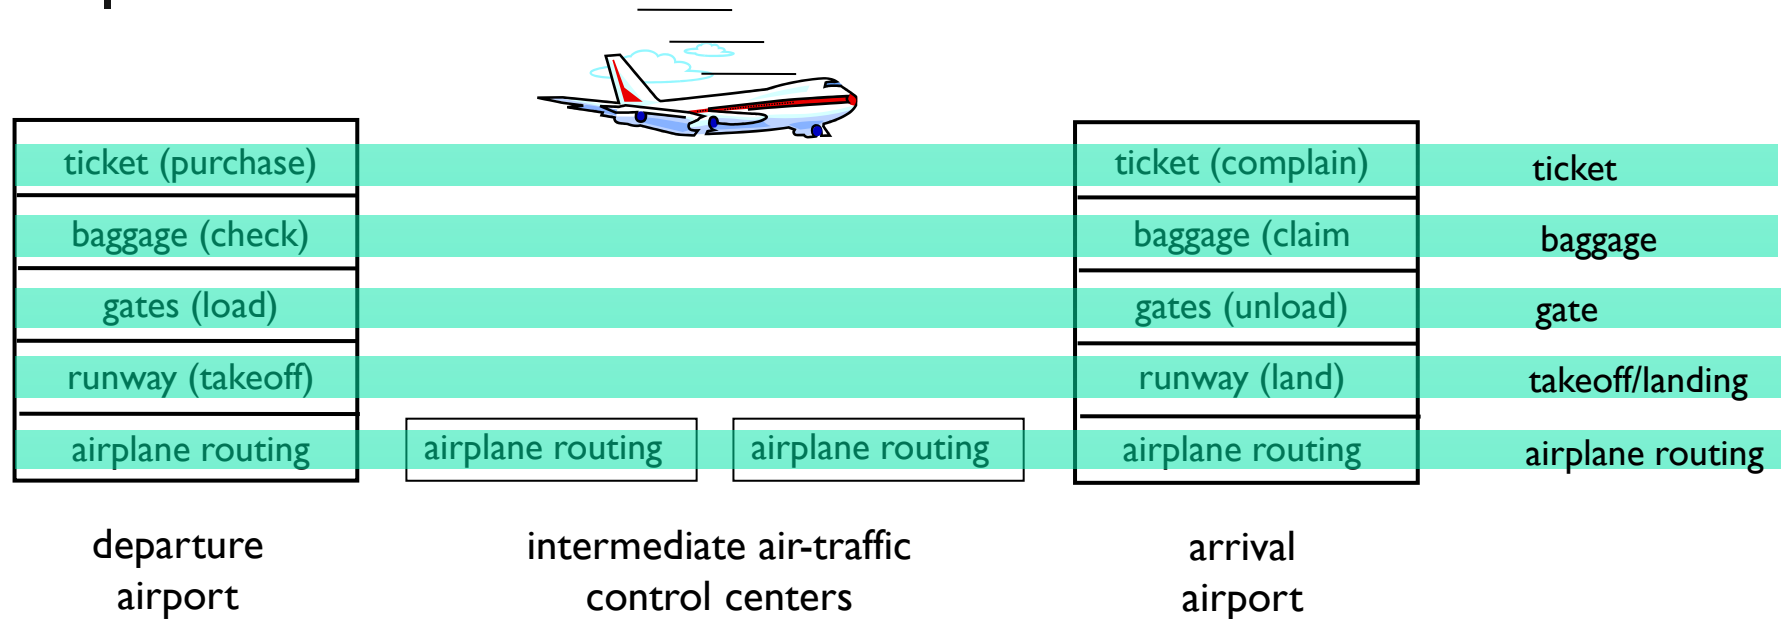 ticket (purchase)
ticket (complain)
ticket
baggage (check)
baggage (claim
baggage
gates (load)
gates (unload)
gate
runway (takeoff)
runway (land)
takeoff/landing
airplane routing
airplane routing
airplane routing
airplane routing
airplane routing
departure
airport
intermediate air-traffic
control centers
arrival
airport